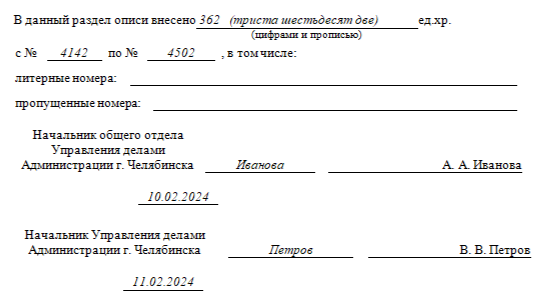 В данный раздел описи внесено 362 (триста шестьдесят две) ед.хр.
(цифрами и прописью)
с № 4142 по № 4502 , в том числе:
литерные номера:
пропущенные номера:
Начальник общего отдела
Управления делами
Администрации г. Челябинска Иванова А. А. Иванова
10.02.2024
Начальник Управления делами
Администрации г. Челябинска Петров В. В. Петров
11.02.2024